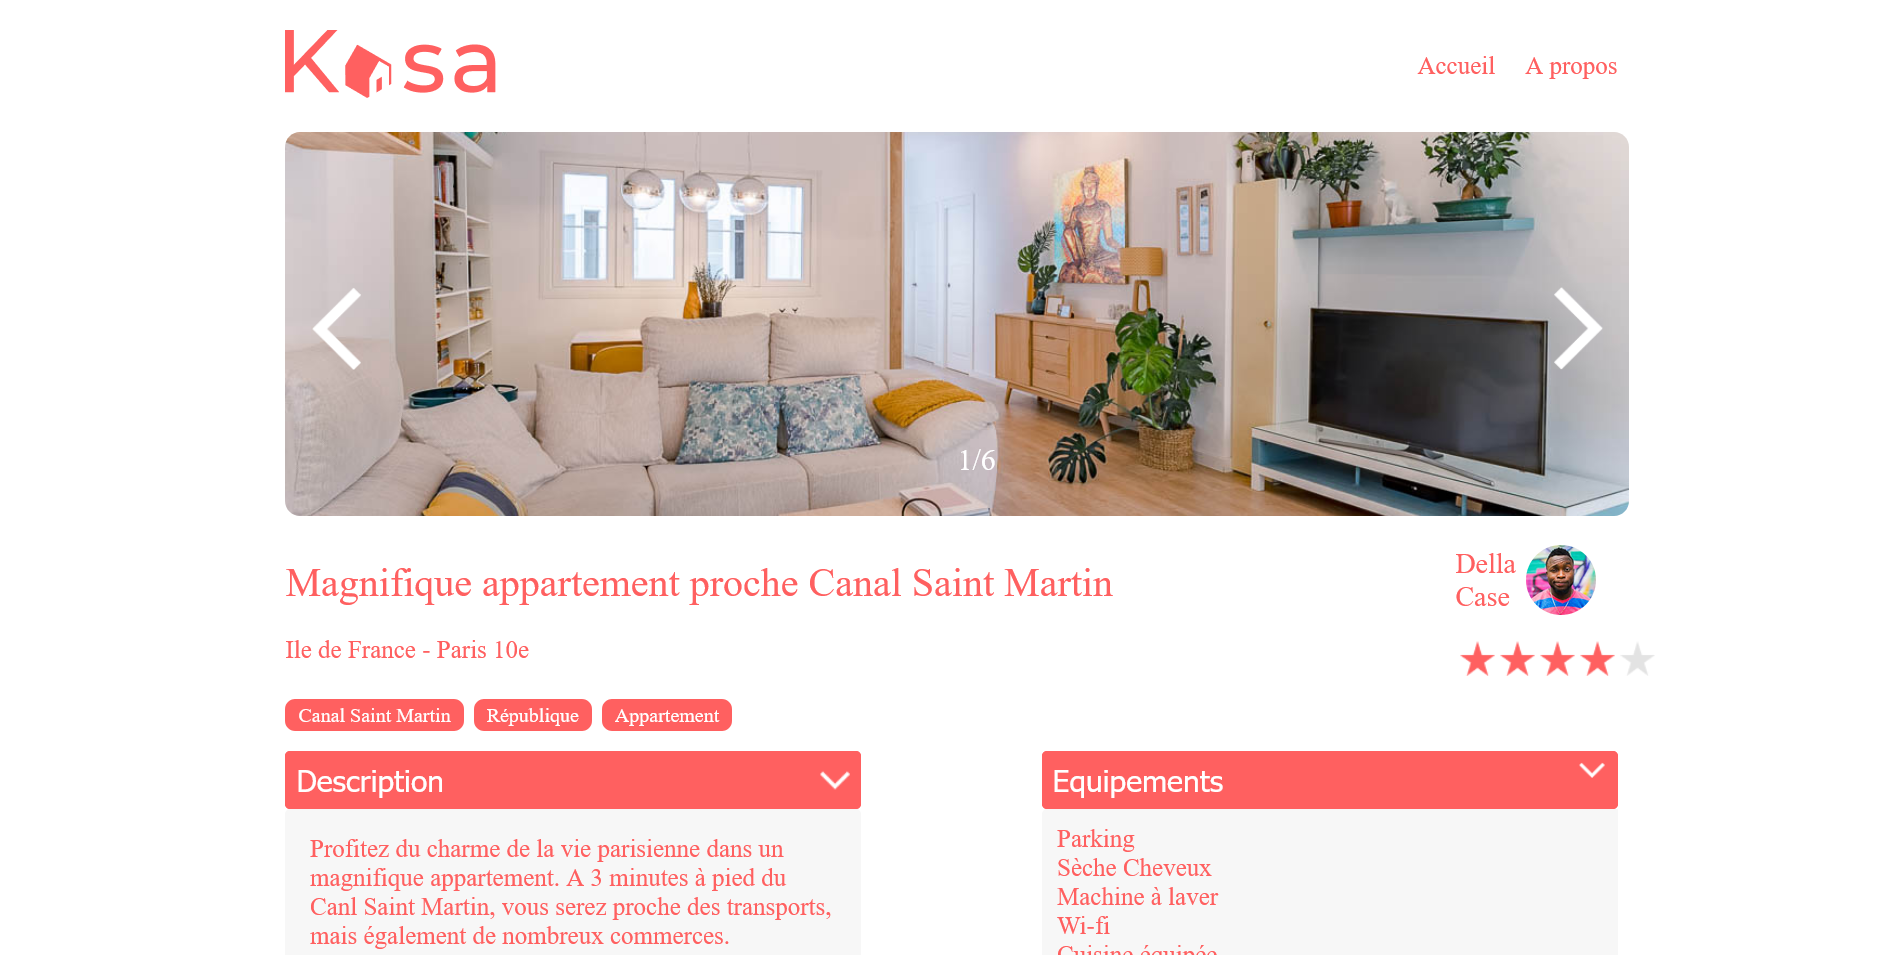 Kasa
Accueil
A propos
1/6
Magnifique appartement proche Canal Saint Martin
Della
Case
Ile de France - Paris 10e
Canal Saint Martin
République
Appartement
Description
Profitez du charme de la vie parisienne dans un
magnifique appartement. A 3 minutes à pied du
Canl Saint Martin, vous serez proche des transports,
mais également de nombreux commerces.
Equipements
Parking
Sèche Cheveux
Machine à laver
Wi-fi
Cuisine équipée